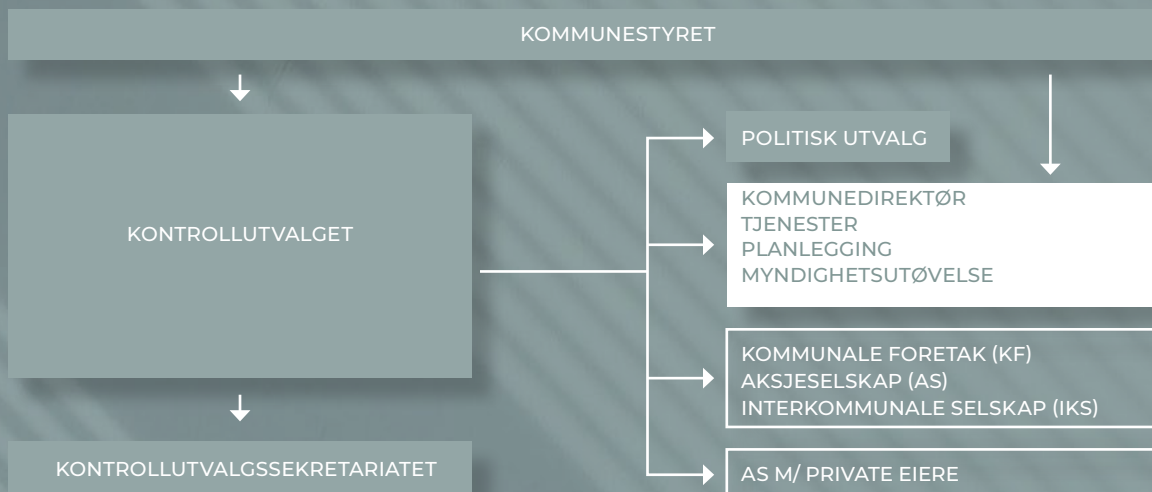 KOMMUNESTYRET
KONTROLLUTVALGET
KONTROLLUTVALGSSEKRETARIATET
POLITISK UTVALG
KOMMUNEDIREKTØR
TJENESTER
PLANLEGGING
MYNDIGHETSUTØVELSE
KOMMUNALE FORETAK (KF)
AKSJESELSKAP (AS)
INTERKOMMUNALE SELSKAP (IKS)
AS M/ PRIVATE EIERE